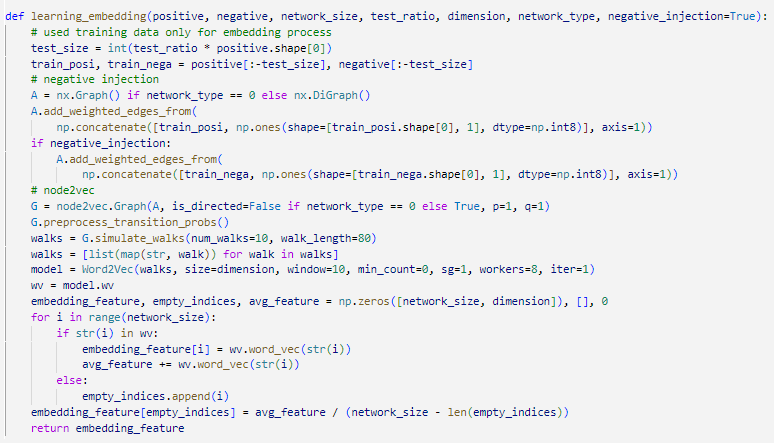 def learning_embedding(positive, negative, network_size, test_ratio, dimension, network_type, negative_injection=True):
    # used training data only for embedding process
    test_size = int(test_ratio * positive.shape[0])
    train_posi, train_nega = positive[:-test_size], negative[:-test_size]
    # negative injection
    A = nx.Graph() if network_type == 0 else nx.DiGraph()
    A.add_weighted_edges_from(
        np.concatenate([train_posi, np.ones(shape=[train_posi.shape[0], 1], dtype=np.int8)], axis=1))
    if negative_injection:
        A.add_weighted_edges_from(
            np.concatenate([train_nega, np.ones(shape=[train_nega.shape[0], 1], dtype=np.int8)], axis=1))
    # node2vec
    G = node2vec.Graph(A, is_directed=False if network_type == 0 else True, p=1, q=1)
    G.preprocess_transition_probs()
    walks = G.simulate_walks(num_walks=10, walk_length=80)
    walks = [list(map(str, walk)) for walk in walks]
    model = Word2Vec(walks, size=dimension, window=10, min_count=0, sg=1, workers=8, iter=1)
    wv = model.wv
    embedding_feature, empty_indices, avg_feature = np.zeros([network_size, dimension]), [], 0
    for i in range(network_size):
        if str(i) in wv:
            embedding_feature[i] = wv.word_vec(str(i))
            avg_feature += wv.word_vec(str(i))
        else:
            empty_indices.append(i)
    embedding_feature[empty_indices] = avg_feature / (network_size - len(empty_indices))
    return embedding_feature